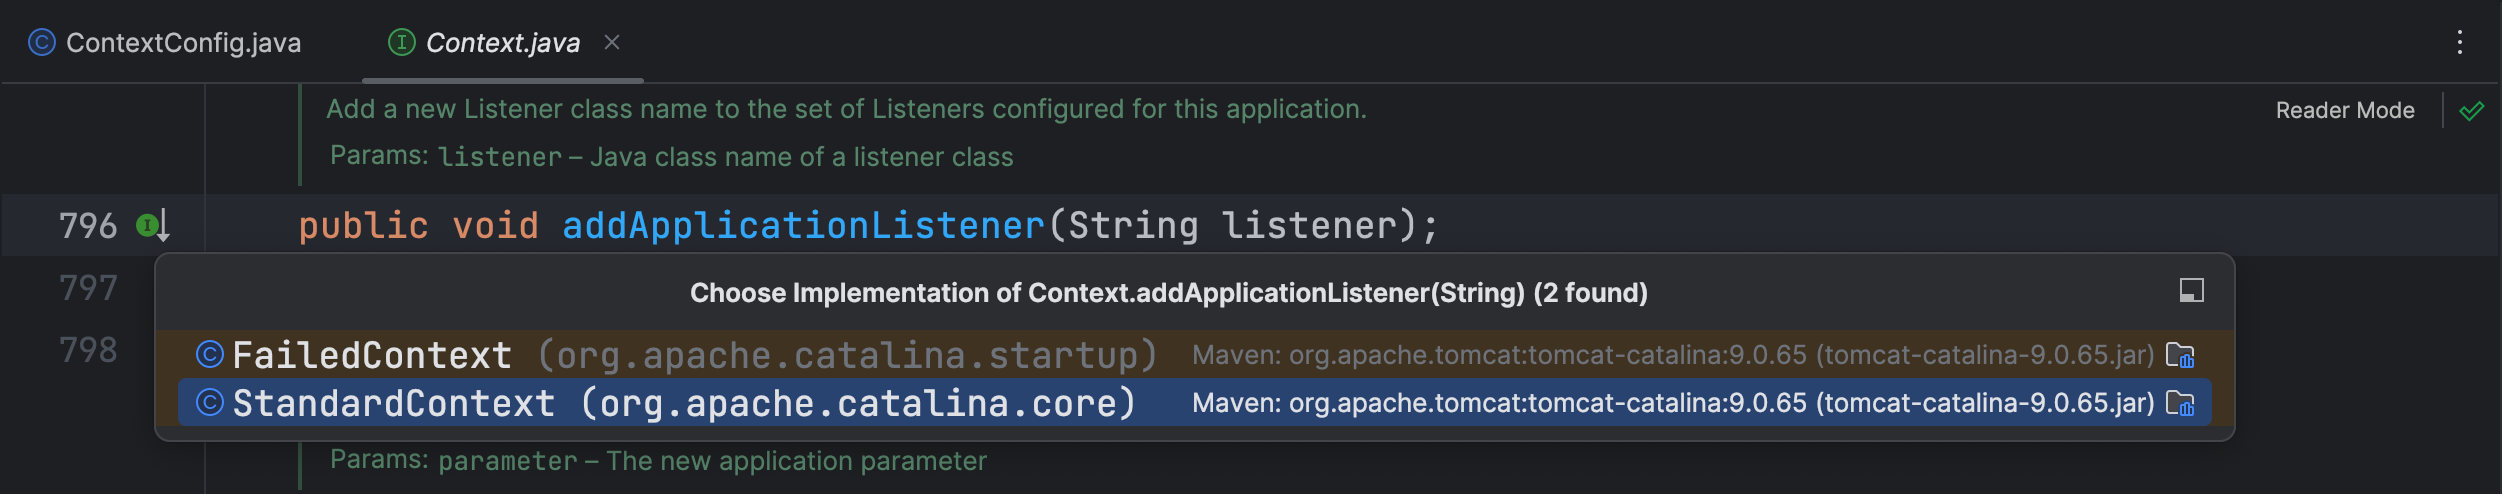 ContextConfig.java
Context.java
Add a new Listener class name to the set of Listeners configured for this application.
Reader Mode
Params: listener – Java class name of a listener class
796 public void addApplicationListener(String listener);
797
Choose Implementation of Context.addApplicationListener(String) (2 found)
798
FailedContext (org.apache.catalina.startup) Maven: org.apache.tomcat:tomcat-catalina:9.0.65 (tomcat-catalina-9.0.65.jar)
StandardContext (org.apache.catalina.core) Maven: org.apache.tomcat:tomcat-catalina:9.0.65 (tomcat-catalina-9.0.65.jar)
Params: parameter – The new application parameter